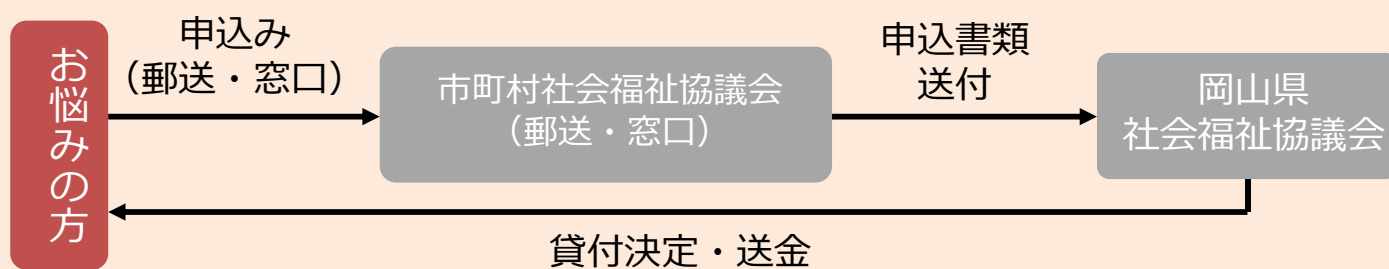 お悩みの方
申込み
（郵送・窓口）
市町村社会福祉協議会
（郵送・窓口）
申込書類
送付
岡山県
社会福祉協議会
貸付決定・送金